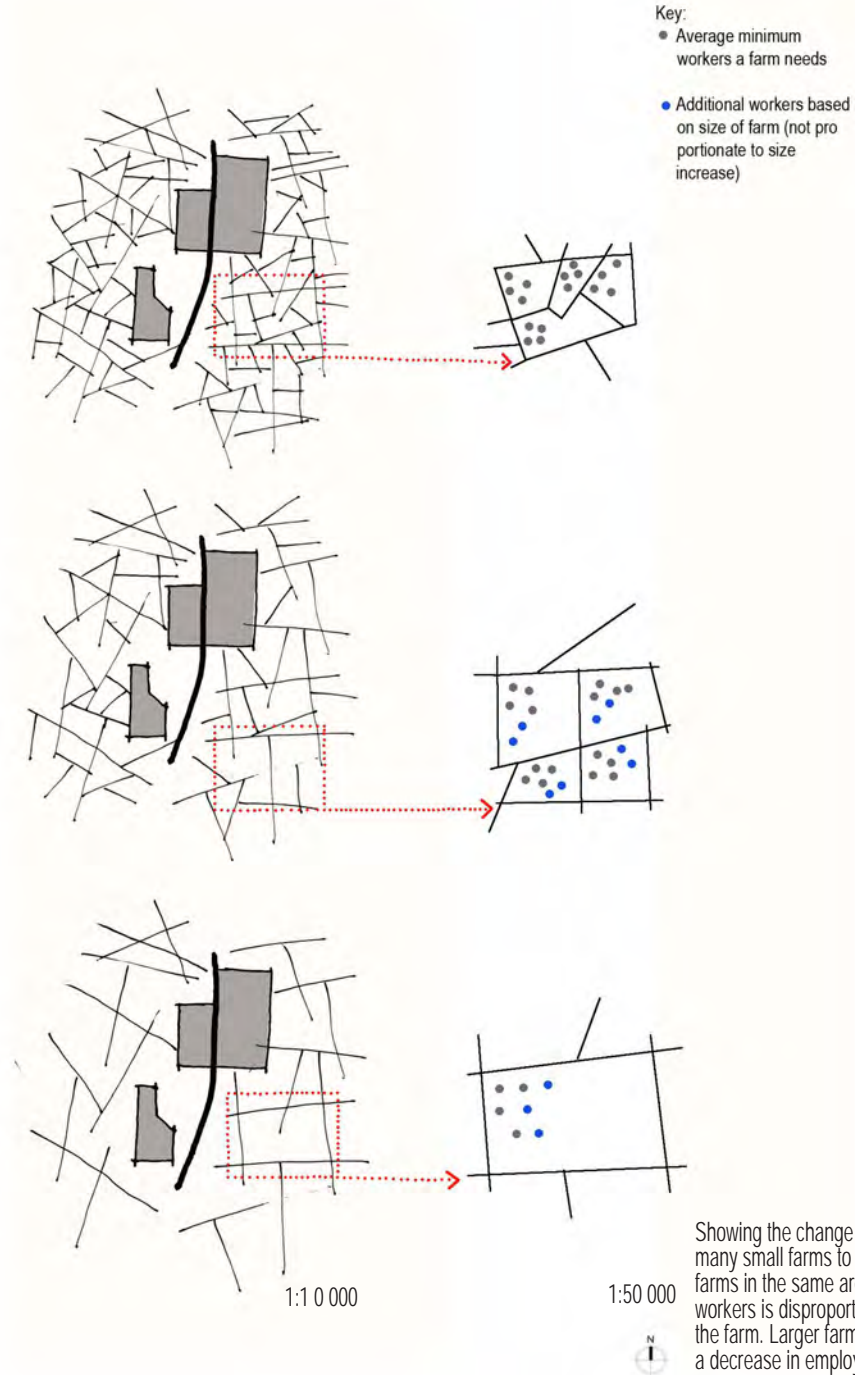 Key:
Average minimum
workers a farm needs
Additional workers based
on size of farm (not pro
portionate to size
increase)
1:1 0 000
1:50 000
N
Showing the change
many small farms to
farms in the same ar
workers is disproport
the farm. Larger farm
a decrease in employ